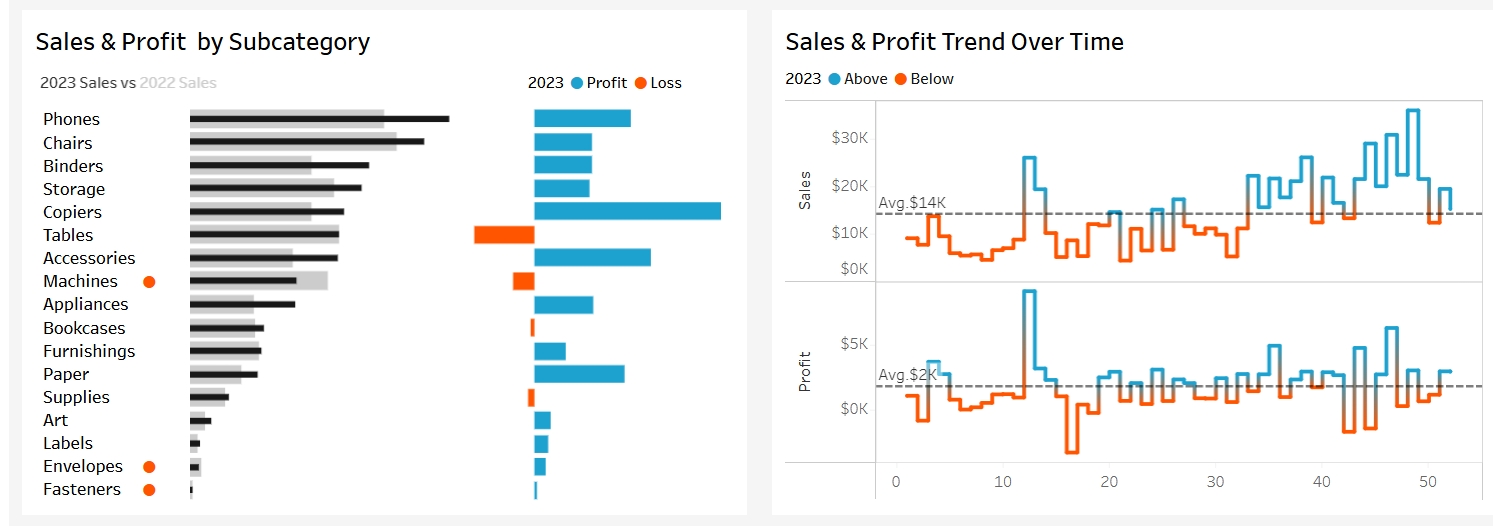 Sales & Profit by Subcategory
2023 Sales vs 2022 Sales
2023 Profit Loss
Phones
Chairs
Binders
Storage
Copiers
Tables
Accessories
Machines
Appliances
Bookcases
Furnishings
Paper
Supplies
Art
Labels
Envelopes
Fasteners
Sales & Profit Trend Over Time
2023 Above Below
Sales
$30K
$20K
Avg.$14K
$10K
$0K
Profit
$5K
Avg.$2K
$0K
0 10 20 30 40 50